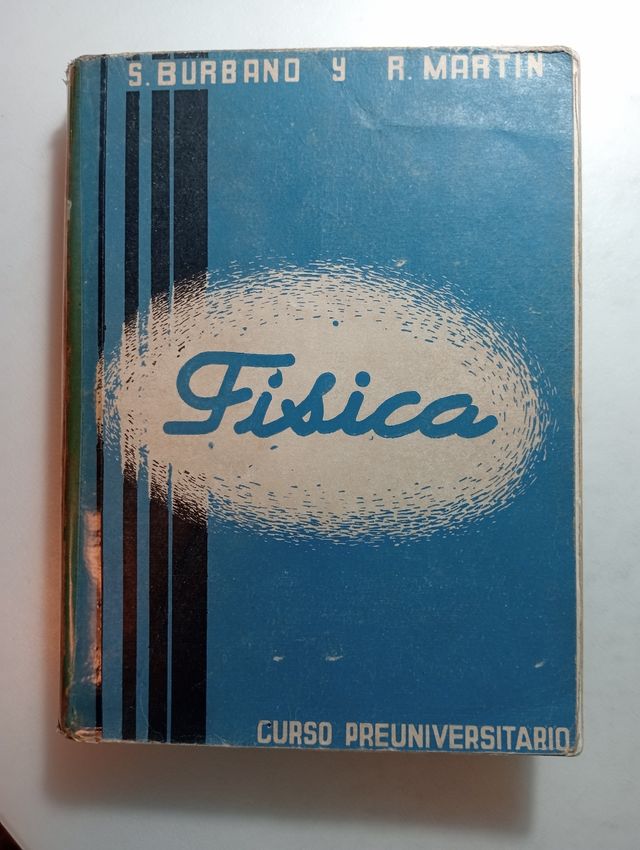 S. BURBANO Y R. MARTIN
Fisica
CURSO PREUNIVERSITARIO